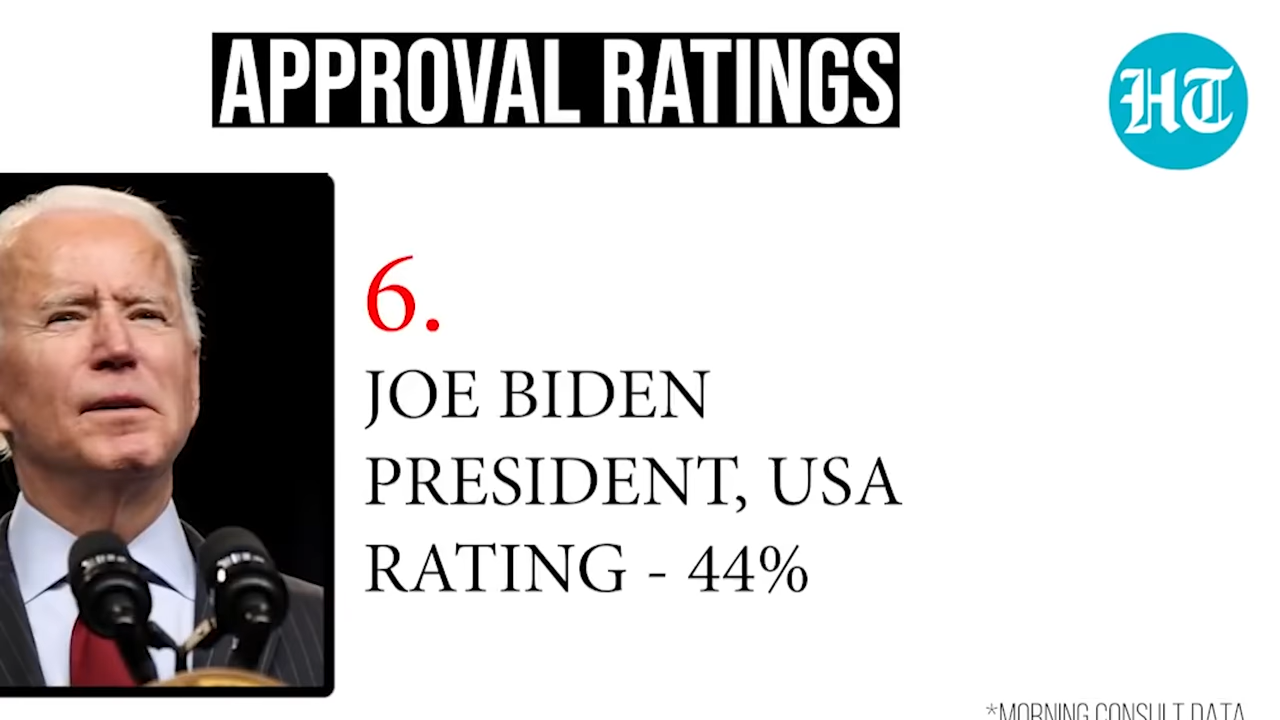 APPROVAL RATINGS
HT
6.
JOE BIDEN
PRESIDENT, USA
RATING - 44%
*MORNING CONSULT DATA